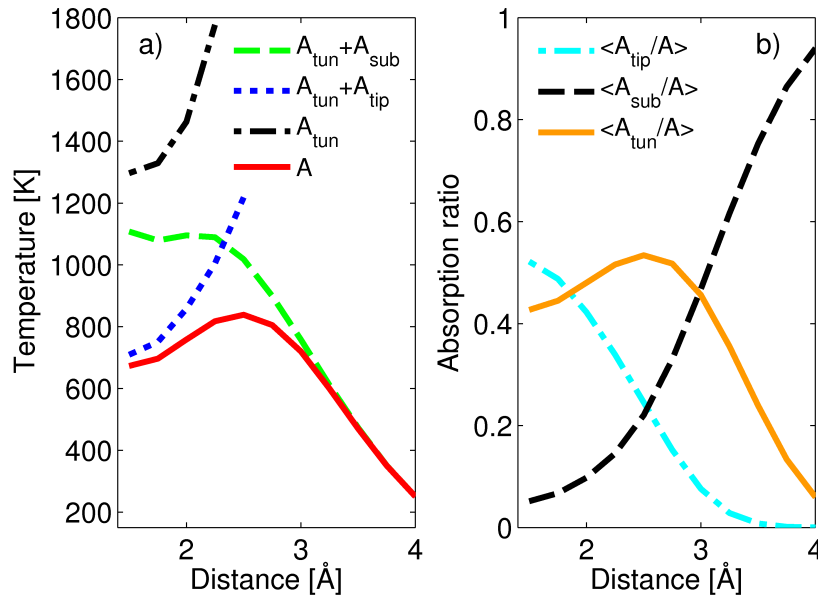 a)
A_tun+A_sub
A_tun+A_tip
A_tun
A
Temperature [K]
1800
1600
1400
1200
1000
800
600
400
200
2
3
4
Distance [Å]
b)
<A_tip/A>
<A_sub/A>
<A_tun/A>
Absorption ratio
1
0.8
0.6
0.4
0.2
0
2
3
4
Distance [Å]